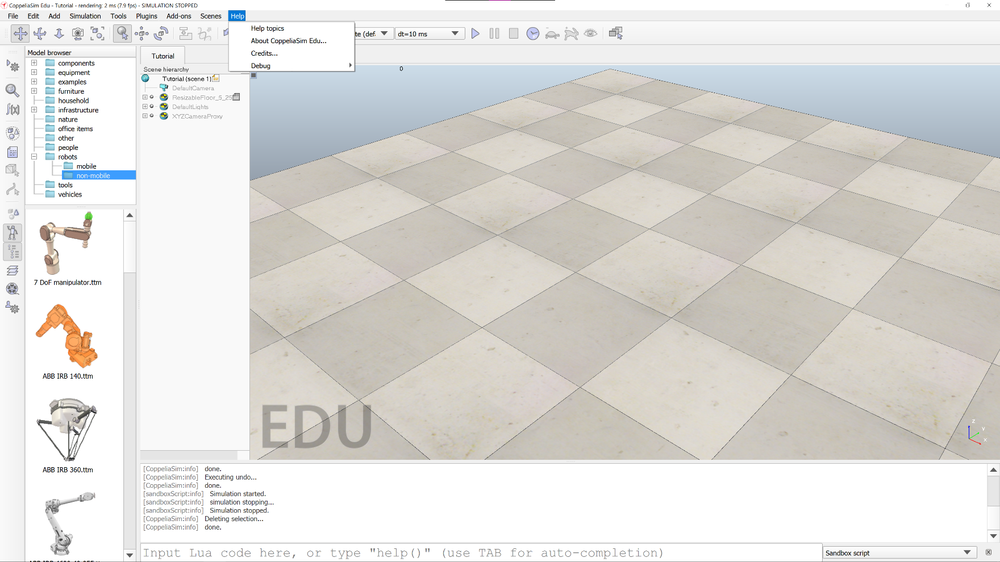 CoppeliaSim Edu - Tutorial - rendering: 2 ms (7.9 fps) - SIMULATION STOPPED
File Edit Add Simulation Tools Plugins Add-ons Scenes Help
Help topics
About CoppeliaSim Edu...
Credits...
Debug
dt=10 ms
Model browser
components
equipment
examples
furniture
household
infrastructure
nature
office items
other
people
robots
mobile
non-mobile
tools
vehicles
7 DoF manipulator.ttm
ABB IRB 140.ttm
ABB IRB 360.ttm
Tutorial
Scene hierarchy
Tutorial (scene 1)
DefaultCamera
ResizableFloor_5_25
DefaultLights
XYZCameraProxy
0
EDU
z
y
x
[CoppeliaSim:info] done.
[CoppeliaSim:info] Executing undo...
[CoppeliaSim:info] done.
[sandboxScript:info] Simulation started.
[sandboxScript:info] simulation stopping...
[sandboxScript:info] Simulation stopped.
[CoppeliaSim:info] Deleting selection...
[CoppeliaSim:info] done.
Input Lua code here, or type "help()" (use TAB for auto-completion)
Sandbox script